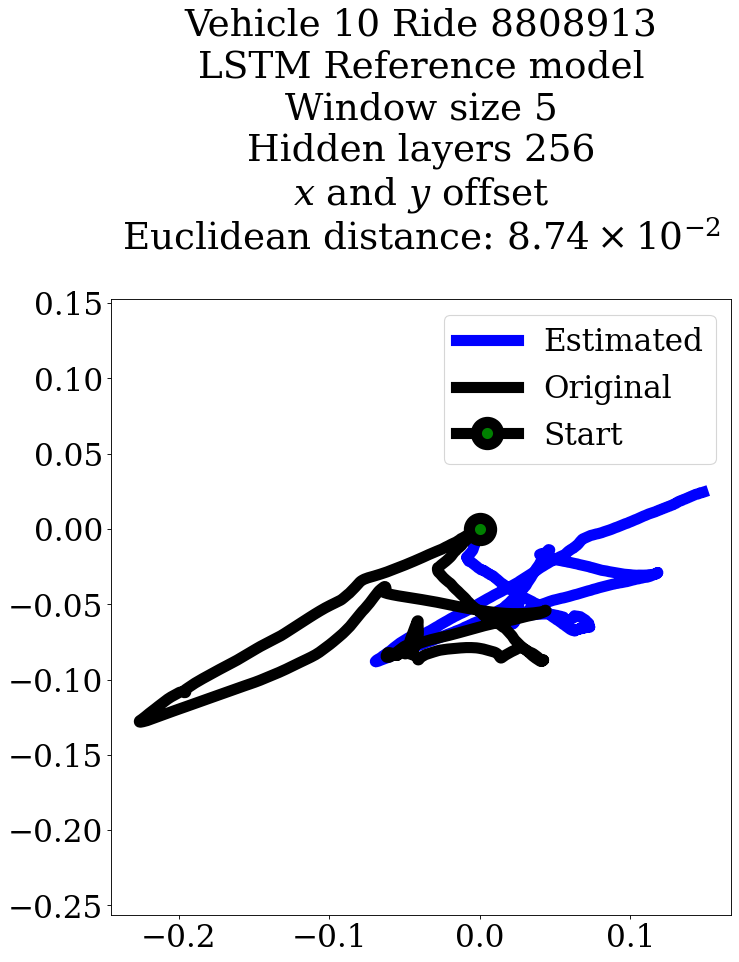 Vehicle 10 Ride 8808913
LSTM Reference model
Window size 5
Hidden layers 256
x and y offset
Euclidean distance: 8.74 × 10⁻²
Estimated
Original
Start
0.15
0.10
0.05
0.00
−0.05
−0.10
−0.15
−0.20
−0.25
−0.2
−0.1
0.0
0.1